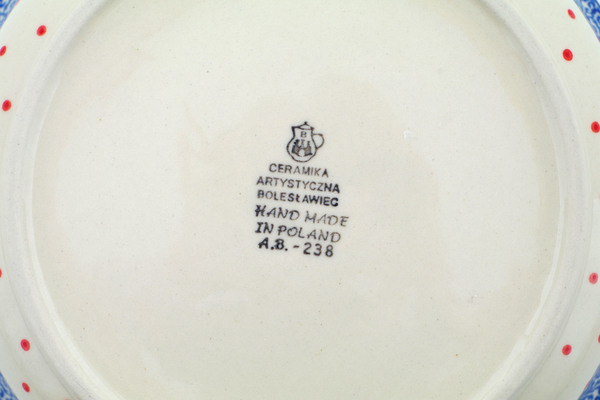 B
CERAMIKA
ARTYSTYCZNA
BOLESŁAWIEC
HAND MADE
IN POLAND
A.B. - 238